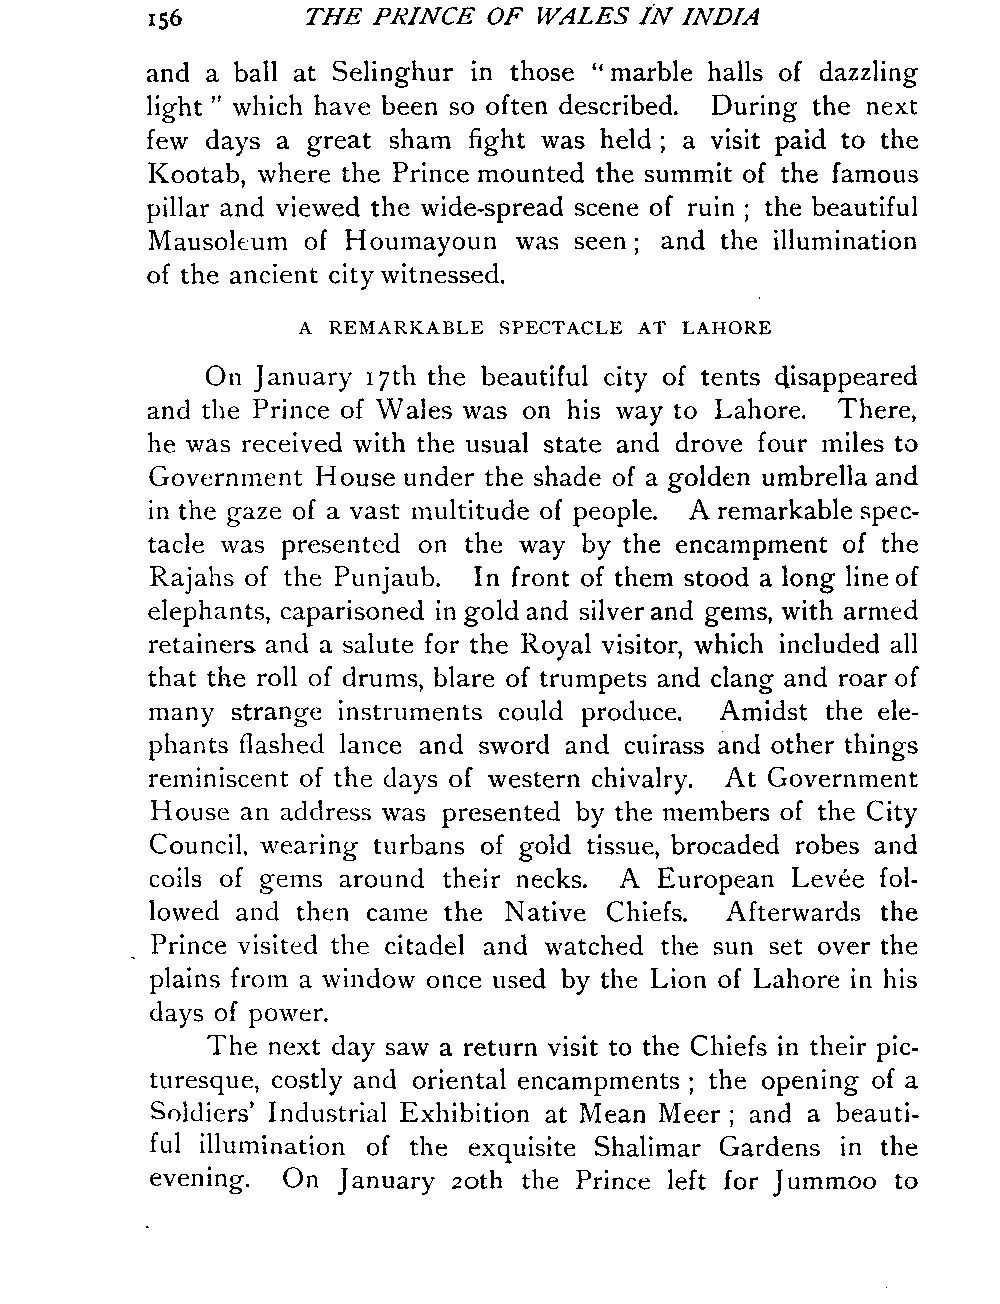 156 THE PRINCE OF WALES IN INDIA
and a ball at Selinghur in those “ marble halls of dazzling
light ” which have been so often described. During the next
few days a great sham fight was held ; a visit paid to the
Kootab, where the Prince mounted the summit of the famous
pillar and viewed the wide-spread scene of ruin ; the beautiful
Mausoleum of Houmayoun was seen ; and the illumination
of the ancient city witnessed.
A REMARKABLE SPECTACLE AT LAHORE
On January 17th the beautiful city of tents disappeared
and the Prince of Wales was on his way to Lahore. There,
he was received with the usual state and drove four miles to
Government House under the shade of a golden umbrella and
in the gaze of a vast multitude of people. A remarkable spec-
tacle was presented on the way by the encampment of the
Rajahs of the Punjaub. In front of them stood a long line of
elephants, caparisoned in gold and silver and gems, with armed
retainers and a salute for the Royal visitor, which included all
that the roll of drums, blare of trumpets and clang and roar of
many strange instruments could produce. Amidst the ele-
phants flashed lance and sword and cuirass and other things
reminiscent of the days of western chivalry. At Government
House an address was presented by the members of the City
Council, wearing turbans of gold tissue, brocaded robes and
coils of gems around their necks. A European Levée fol-
lowed and then came the Native Chiefs. Afterwards the
Prince visited the citadel and watched the sun set over the
plains from a window once used by the Lion of Lahore in his
days of power.
The next day saw a return visit to the Chiefs in their pic-
turesque, costly and oriental encampments ; the opening of a
Soldiers’ Industrial Exhibition at Mean Meer ; and a beauti-
ful illumination of the exquisite Shalimar Gardens in the
evening. On January 20th the Prince left for Jummoo to